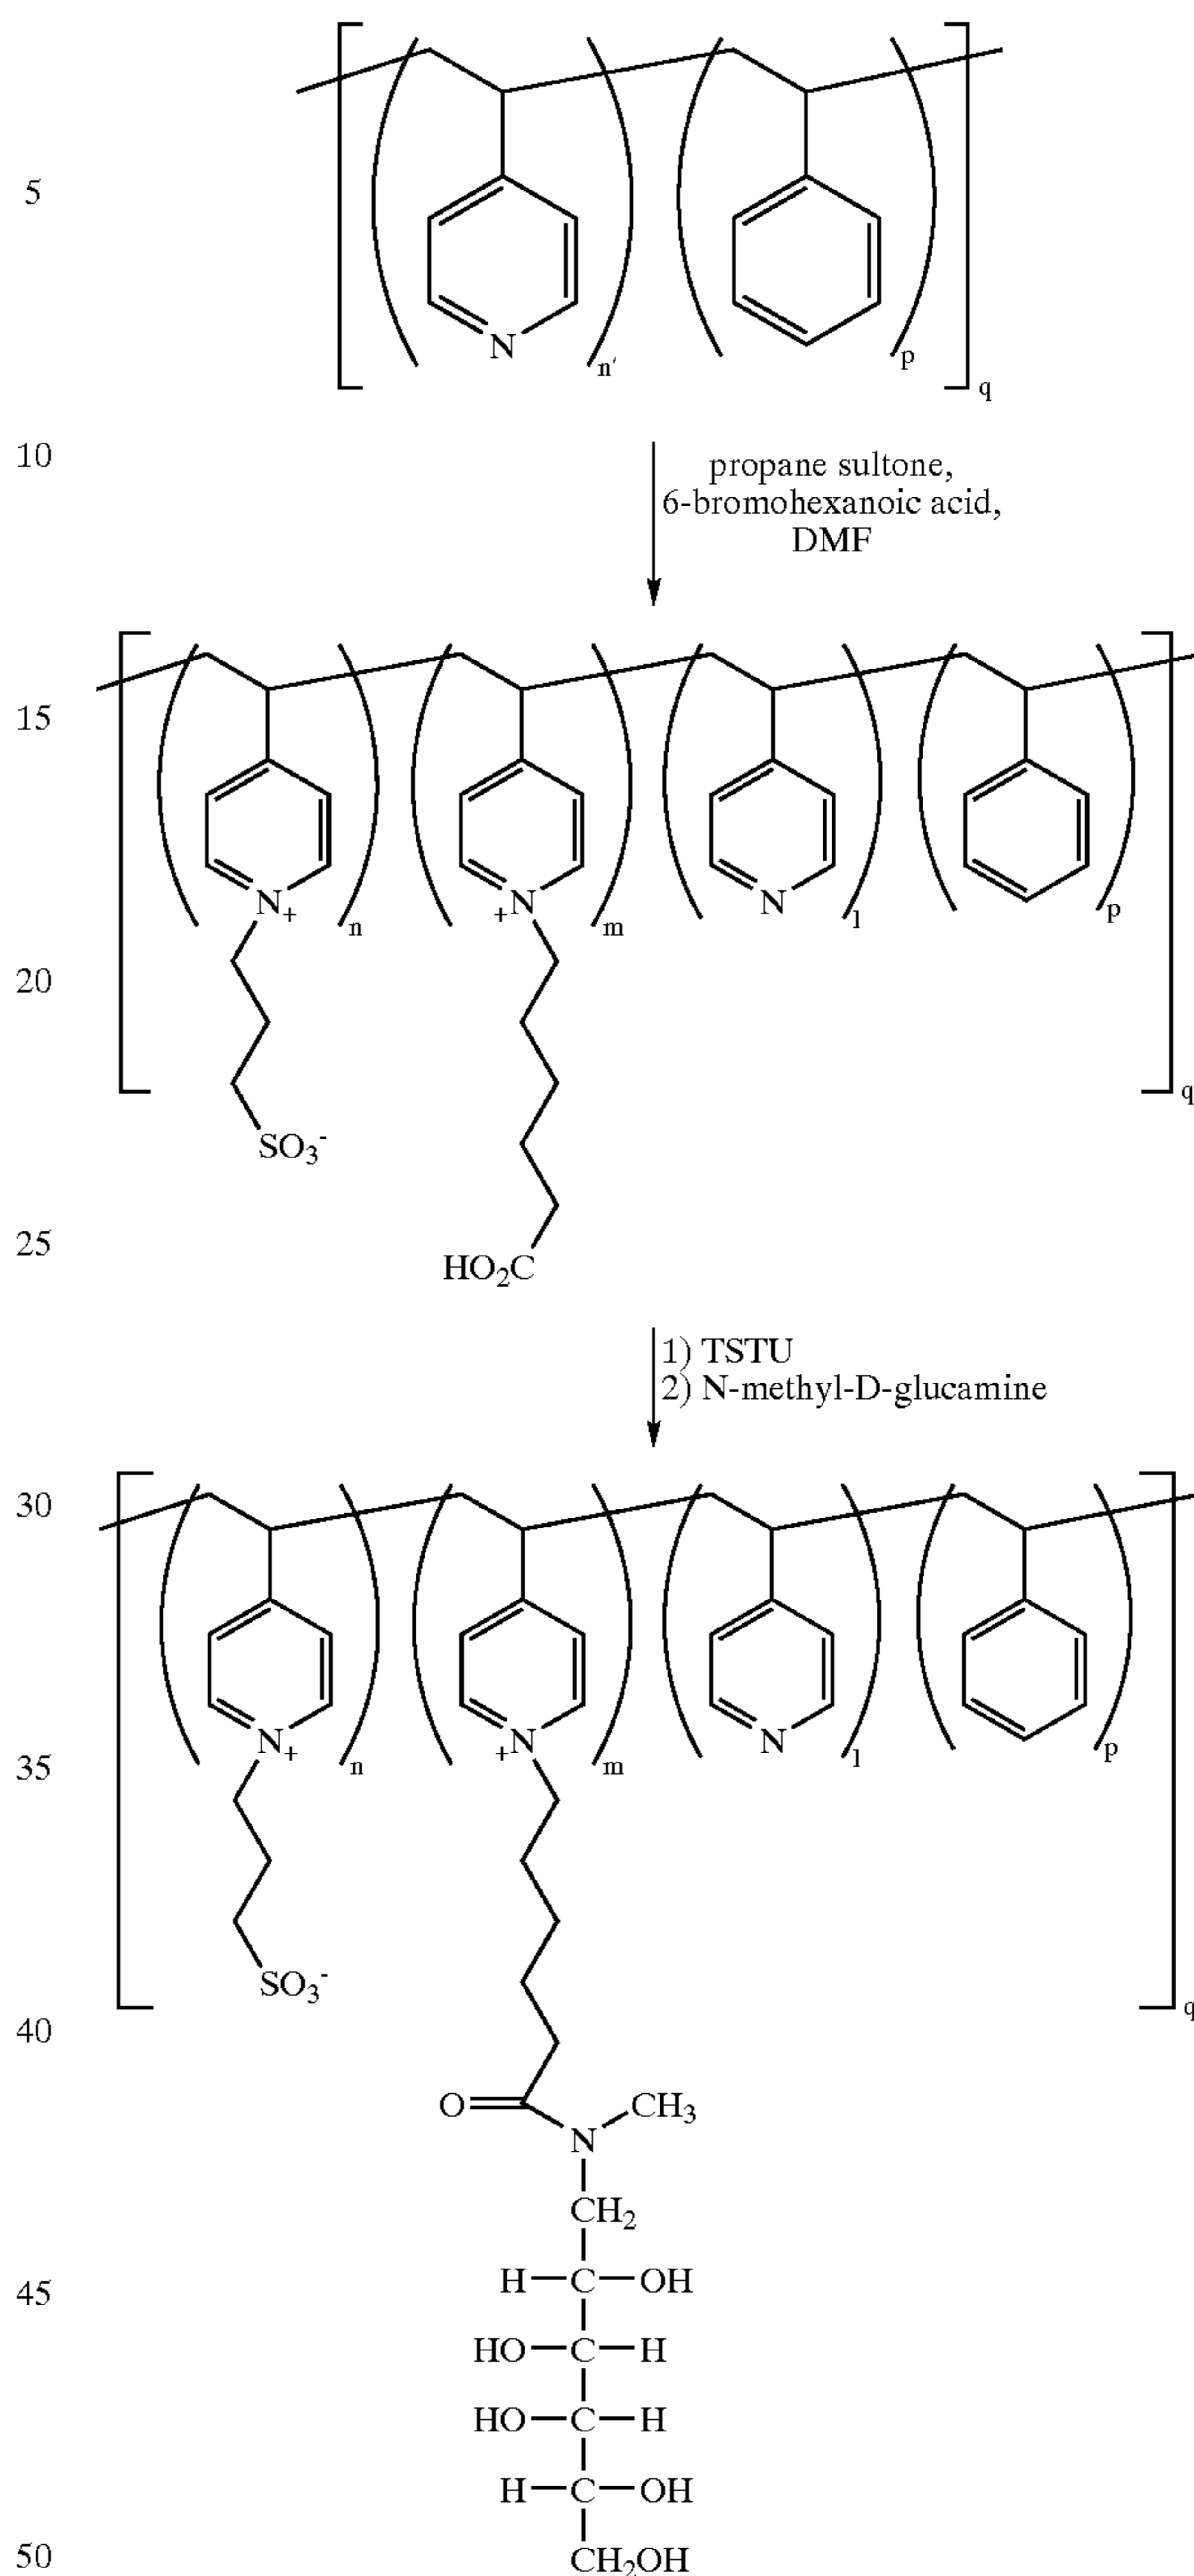 5
N
n'
p
q
10
propane sultone,
6-bromohexanoic acid,
DMF
15
N+ n +N m N l p
20
q
SO3-
25
HO2C
1) TSTU
2) N-methyl-D-glucamine
30
35
N+ n +N m N l p
SO3-
q
40
O CH3
N
CH2
45
H—C—OH
HO—C—H
HO—C—H
H—C—OH
50
CH2OH